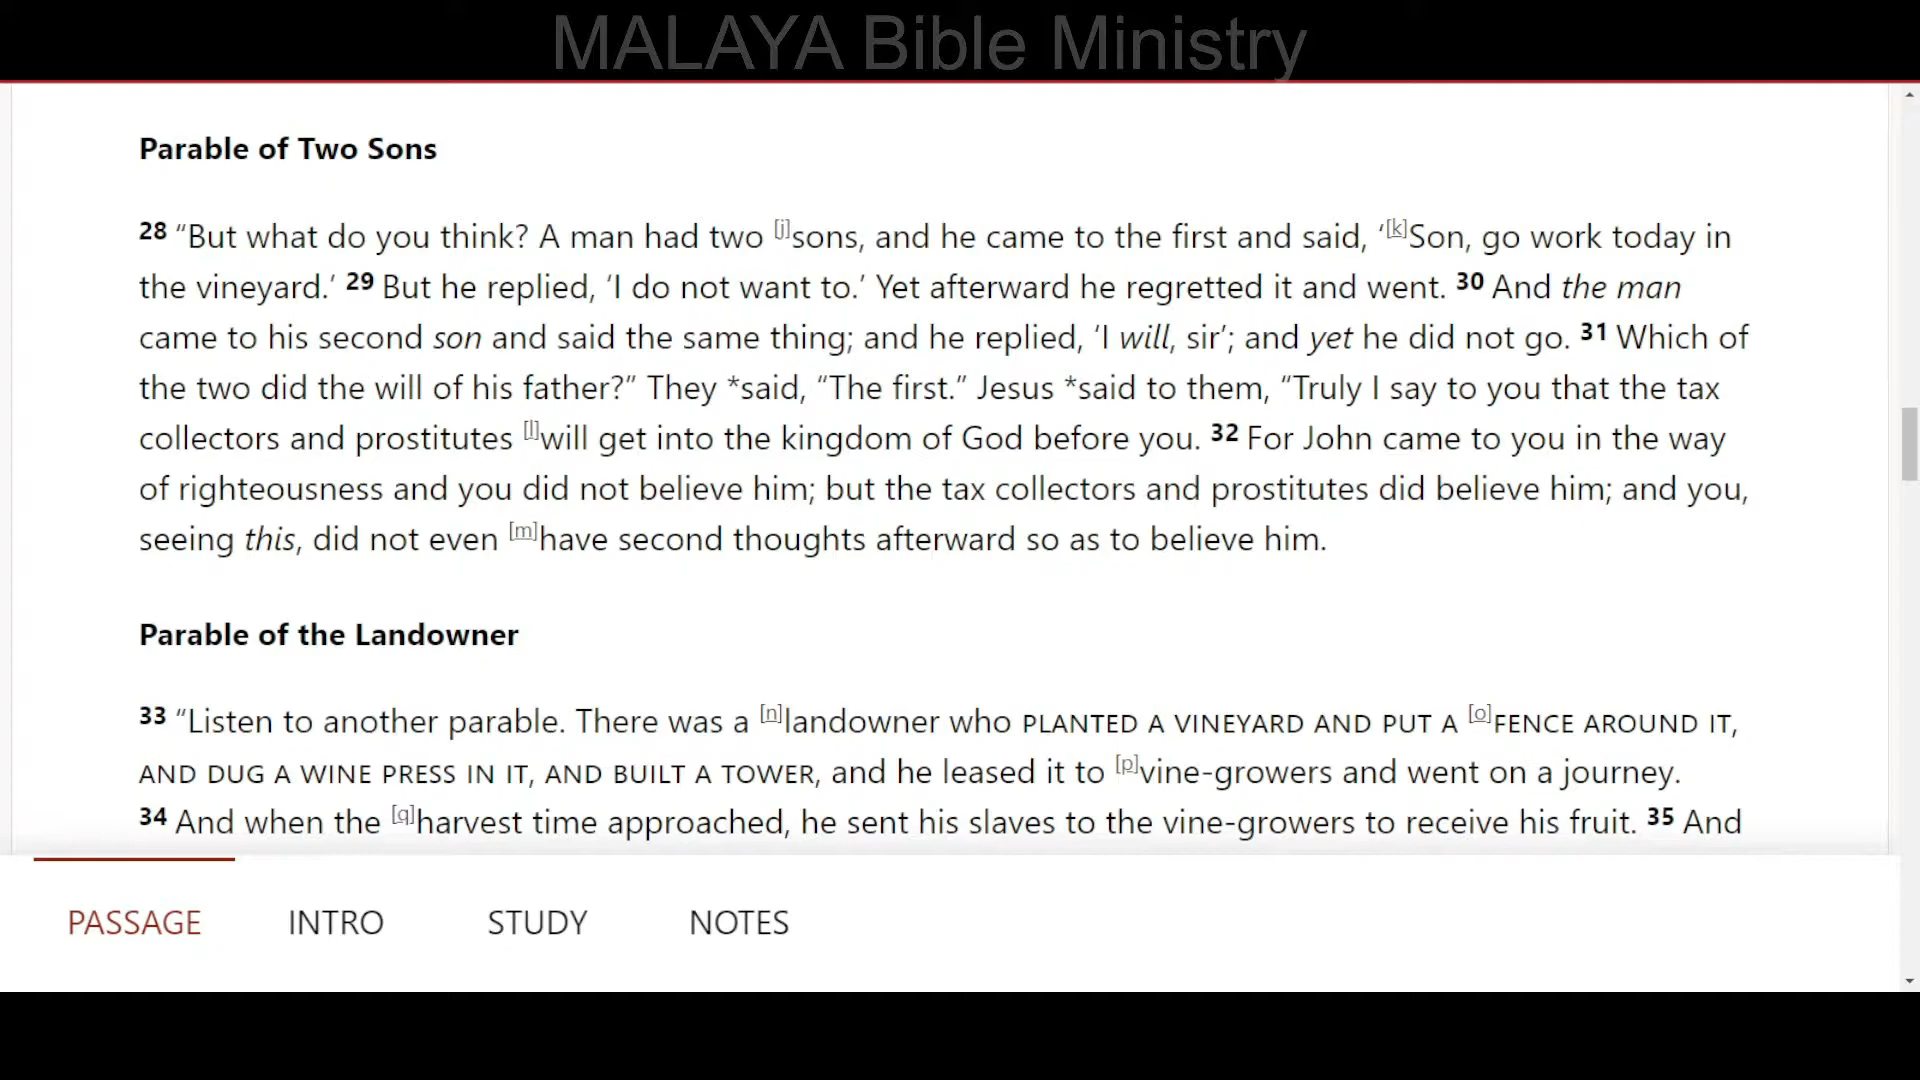 MALAYA Bible Ministry
Parable of Two Sons
28 “But what do you think? A man had two [j]sons, and he came to the first and said, ‘[k]Son, go work today in
the vineyard.’ 29 But he replied, ‘I do not want to.’ Yet afterward he regretted it and went. 30 And the man
came to his second son and said the same thing; and he replied, ‘I will, sir’; and yet he did not go. 31 Which of
the two did the will of his father?” They *said, “The first.” Jesus *said to them, “Truly I say to you that the tax
collectors and prostitutes [l]will get into the kingdom of God before you. 32 For John came to you in the way
of righteousness and you did not believe him; but the tax collectors and prostitutes did believe him; and you,
seeing this, did not even [m]have second thoughts afterward so as to believe him.
Parable of the Landowner
33 “Listen to another parable. There was a [n]landowner who PLANTED A VINEYARD AND PUT A [o]FENCE AROUND IT,
AND DUG A WINE PRESS IN IT, AND BUILT A TOWER, and he leased it to [p]vine-growers and went on a journey.
34 And when the [q]harvest time approached, he sent his slaves to the vine-growers to receive his fruit. 35 And
PASSAGE INTRO STUDY NOTES